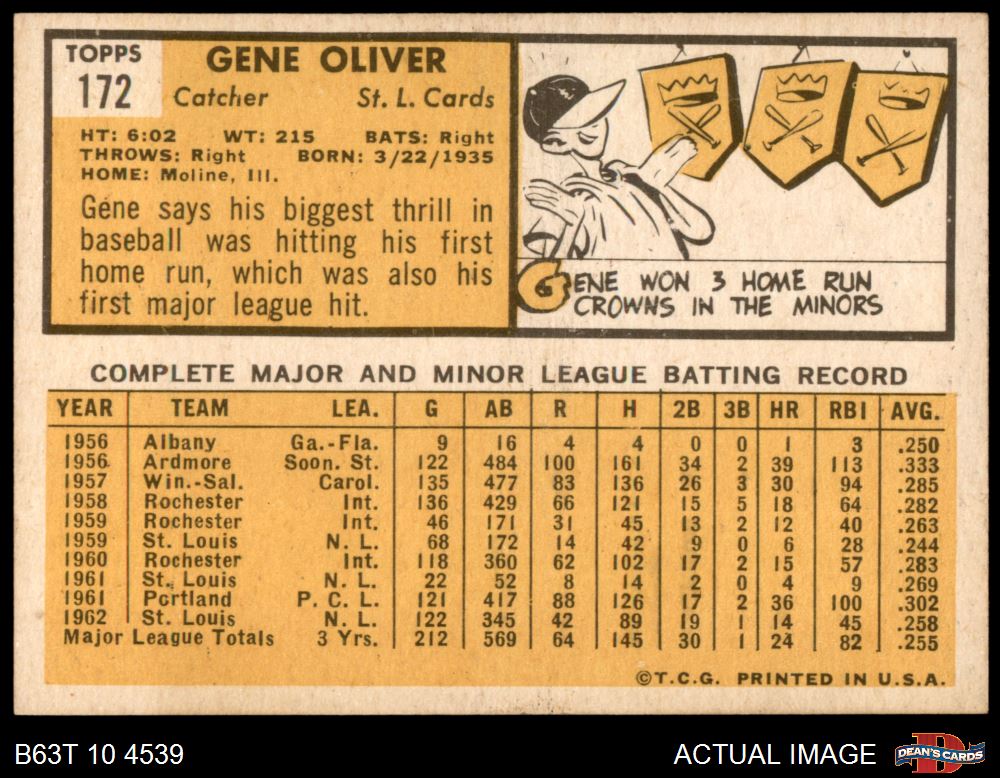 TOPPS
172
GENE OLIVER
Catcher St. L. Cards
HT: 6:02 WT: 215 BATS: Right
THROWS: Right BORN: 3/22/1935
HOME: Moline, Ill.
Gene says his biggest thrill in
baseball was hitting his first
home run, which was also his
first major league hit.
GENE WON 3 HOME RUN
CROWNS IN THE MINORS
COMPLETE MAJOR AND MINOR LEAGUE BATTING RECORD
YEAR TEAM LEA. G AB R H 2B 3B HR RBI AVG.
1956 Albany Ga.-Fla. 9 16 4 4 0 0 1 3 .250
1956 Ardmore Soon. St. 122 484 100 161 34 2 39 113 .333
1957 Win.-Sal. Carol. 135 477 83 136 26 3 30 94 .285
1958 Rochester Int. 136 429 66 121 15 5 18 64 .282
1959 Rochester Int. 46 171 31 45 13 2 12 40 .263
1959 St. Louis N. L. 68 172 14 42 9 0 6 28 .244
1960 Rochester Int. 118 360 62 102 17 2 15 57 .283
1961 St. Louis N. L. 22 52 8 14 2 0 4 9 .269
1961 Portland P. C. L. 121 417 88 126 17 2 36 100 .302
1962 St. Louis N. L. 122 345 42 89 19 1 14 45 .258
Major League Totals 3 Yrs. 212 569 64 145 30 1 24 82 .255
©T.C.G. PRINTED IN U.S.A.
B63T 10 4539 ACTUAL IMAGE DEAN'S CARDS